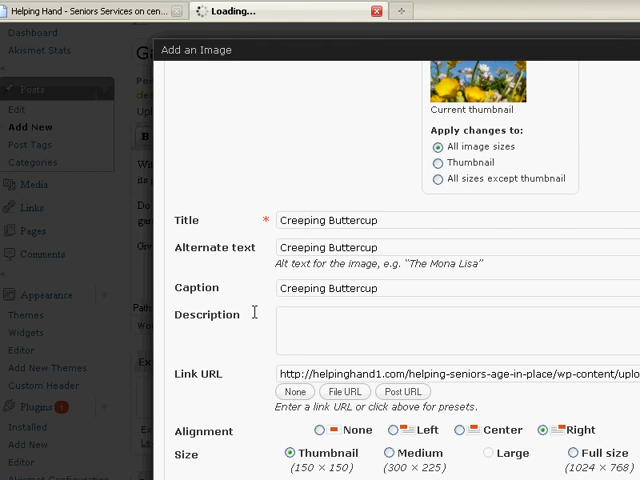 Helping Hand - Seniors Services on cen...
Loading...
Dashboard
Akismet Stats
Posts
Edit
Add New
Post Tags
Categories
Media
Links
Pages
Comments
Appearance
Themes
Widgets
Editor
Add New Themes
Custom Header
Plugins 1
Installed
Add New
Editor
B
Path
Add an Image
Current thumbnail
Apply changes to:
All image sizes
Thumbnail
All sizes except thumbnail
Title * Creeping Buttercup
Alternate text Creeping Buttercup
Alt text for the image, e.g. "The Mona Lisa"
Caption Creeping Buttercup
Description
Link URL http://helpinghand1.com/helping-seniors-age-in-place/wp-content/uplo
None File URL Post URL
Enter a link URL or click above for presets.
Alignment None Left Center Right
Size Thumbnail Medium Large Full size
(150 × 150) (300 × 225) (1024 × 768)